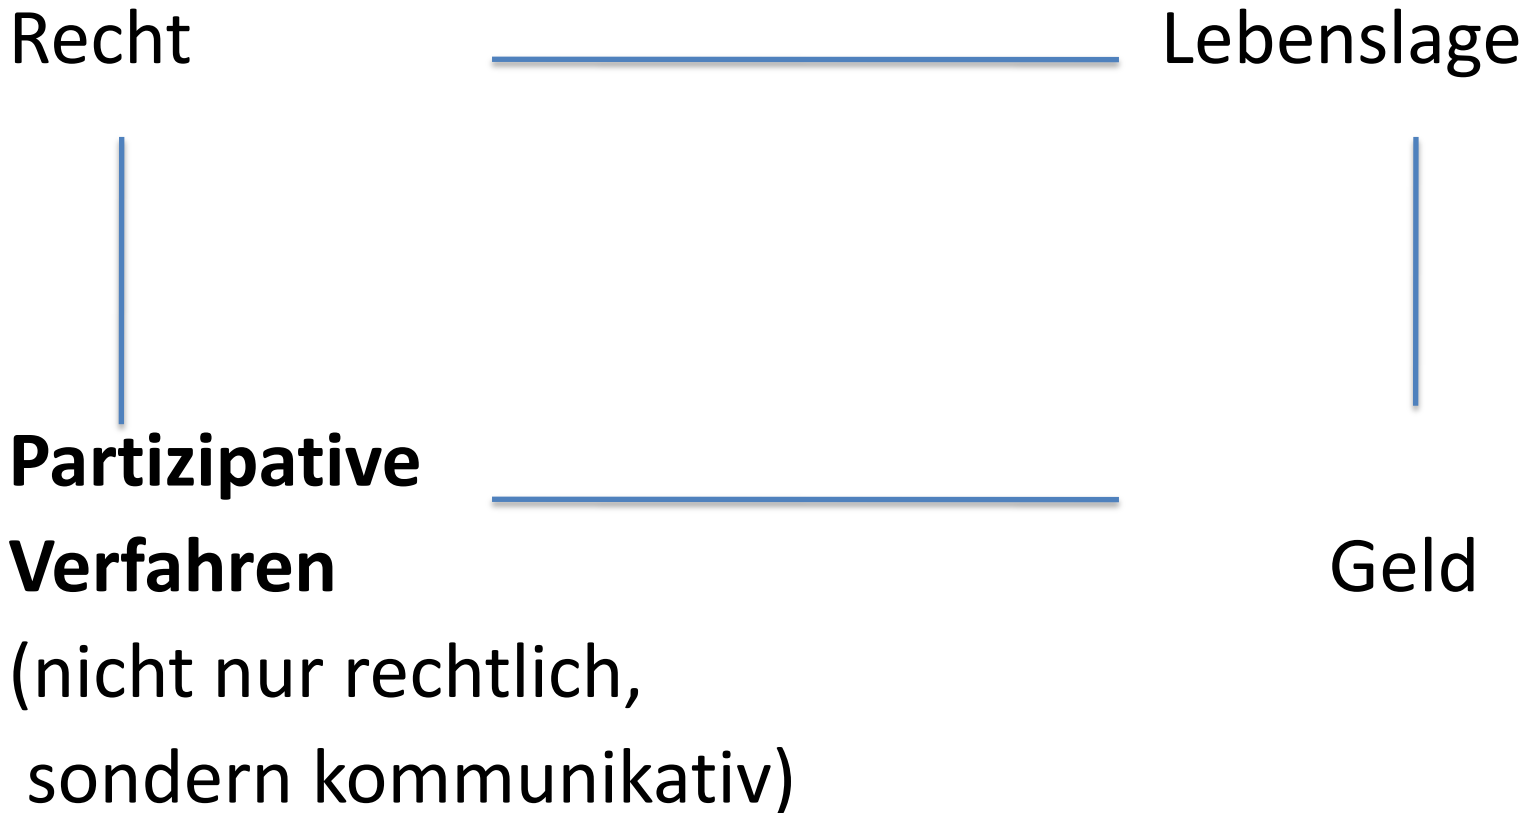 Recht
Lebenslage
Partizipative
Verfahren
Geld
(nicht nur rechtlich,
sondern kommunikativ)